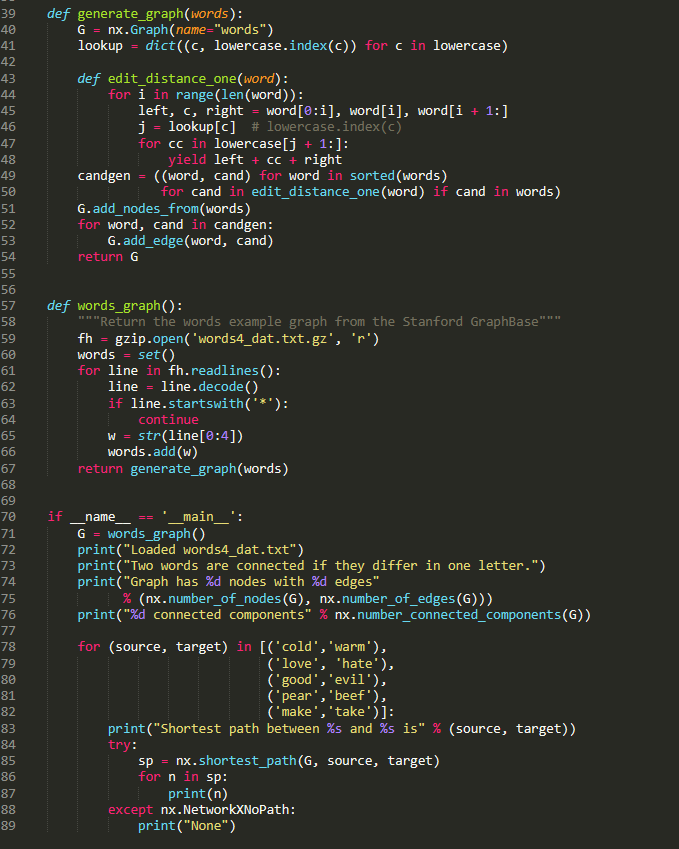 39 def generate_graph(words):
40     G = nx.Graph(name="words")
41     lookup = dict((c, lowercase.index(c)) for c in lowercase)
42
43     def edit_distance_one(word):
44         for i in range(len(word)):
45             left, c, right = word[0:i], word[i], word[i + 1:]
46             j = lookup[c]  # lowercase.index(c)
47             for cc in lowercase[j + 1:]:
48                 yield left + cc + right
49     candgen = ((word, cand) for word in sorted(words)
50                for cand in edit_distance_one(word) if cand in words)
51     G.add_nodes_from(words)
52     for word, cand in candgen:
53         G.add_edge(word, cand)
54     return G
55
56
57 def words_graph():
58     """Return the words example graph from the Stanford GraphBase"""
59     fh = gzip.open('words4_dat.txt.gz', 'r')
60     words = set()
61     for line in fh.readlines():
62         line = line.decode()
63         if line.startswith('*'):
64             continue
65         w = str(line[0:4])
66         words.add(w)
67     return generate_graph(words)
68
69
70 if __name__ == '__main__':
71     G = words_graph()
72     print("Loaded words4_dat.txt")
73     print("Two words are connected if they differ in one letter.")
74     print("Graph has %d nodes with %d edges"
75           % (nx.number_of_nodes(G), nx.number_of_edges(G)))
76     print("%d connected components" % nx.number_connected_components(G))
77
78     for (source, target) in [('cold','warm'),
79                              ('love', 'hate'),
80                              ('good','evil'),
81                              ('pear','beef'),
82                              ('make','take')]:
83         print("Shortest path between %s and %s is" % (source, target))
84         try:
85             sp = nx.shortest_path(G, source, target)
86             for n in sp:
87                 print(n)
88         except nx.NetworkXNoPath:
89             print("None")